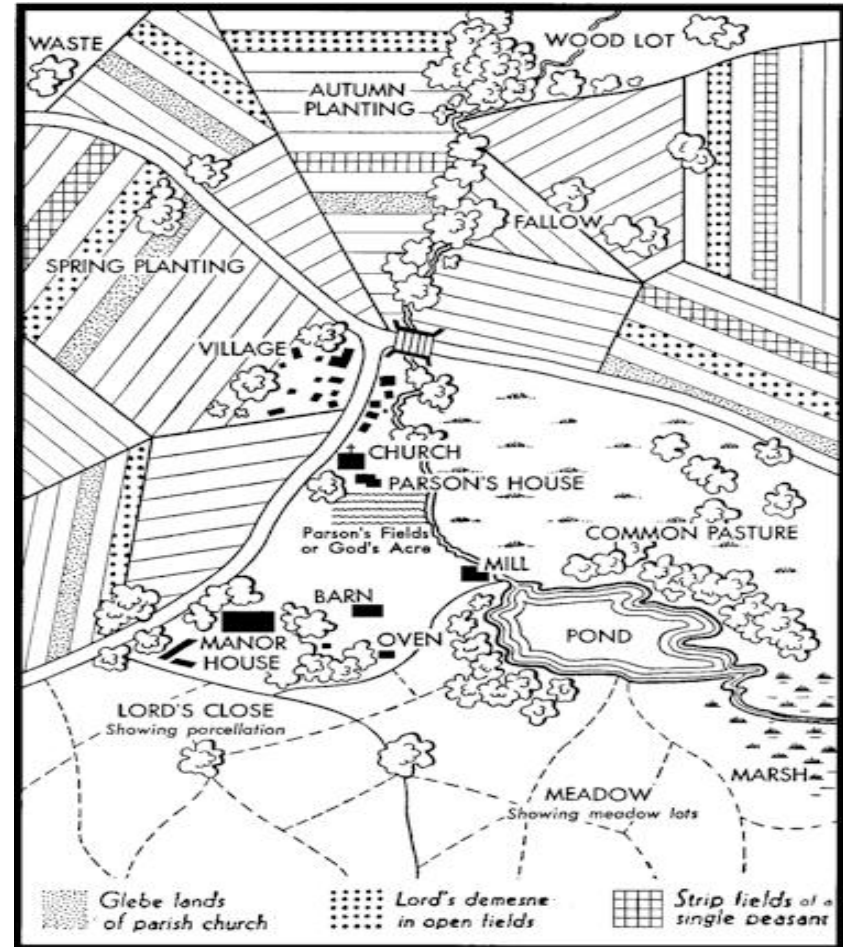 WASTE
WOOD LOT
AUTUMN
PLANTING
FALLOW
SPRING PLANTING
VILLAGE
CHURCH
PARSON'S HOUSE
Parson's Fields
or God's Acre
COMMON PASTURE
MILL
BARN
POND
OVEN
MANOR
HOUSE
LORD'S CLOSE
Showing parcellation
MARSH
MEADOW
Showing meadow lots
Glebe lands
of parish church
Lord's demesne
in open fields
Strip fields of a
single peasant